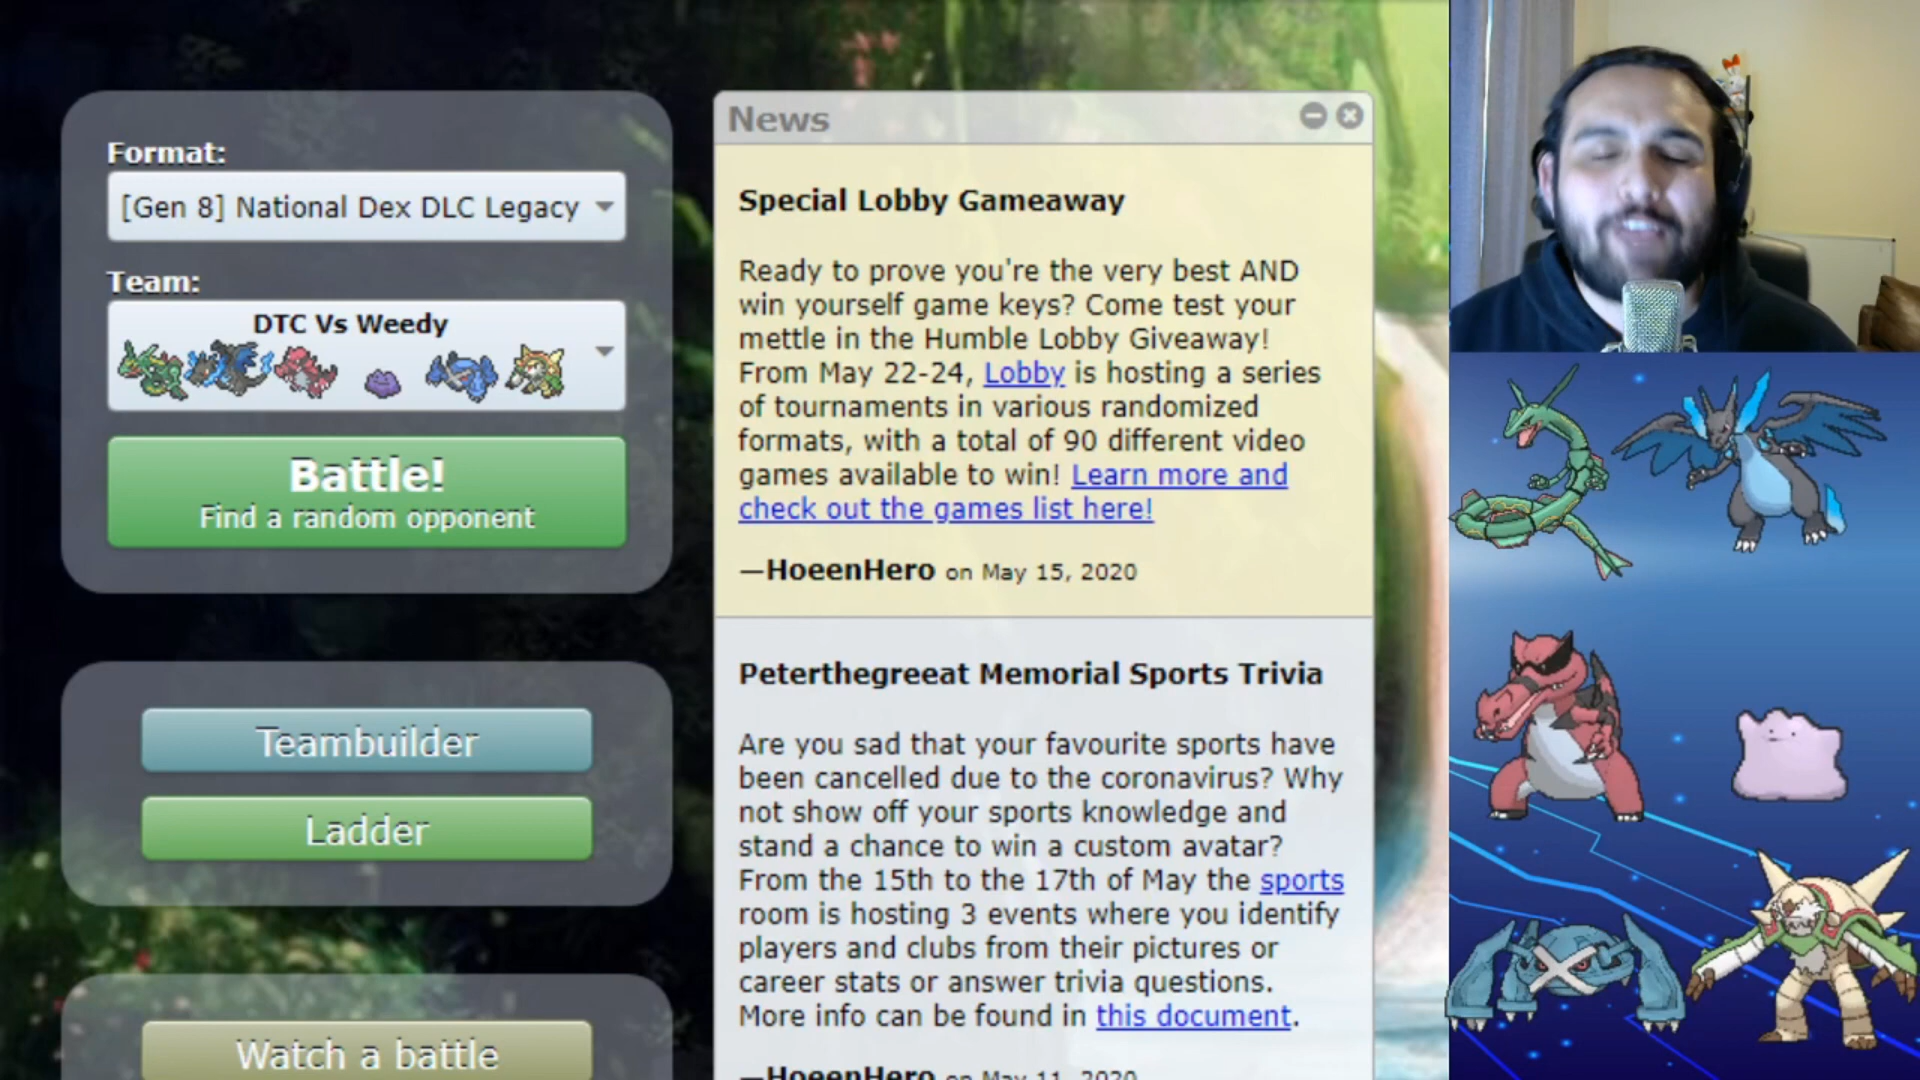 Format:
[Gen 8] National Dex DLC Legacy
Team:
DTC Vs Weedy
Battle!
Find a random opponent
Teambuilder
Ladder
Watch a battle
News
Special Lobby Gameaway
Ready to prove you're the very best AND
win yourself game keys? Come test your
mettle in the Humble Lobby Giveaway!
From May 22-24, Lobby is hosting a series
of tournaments in various randomized
formats, with a total of 90 different video
games available to win! Learn more and
check out the games list here!
—HoeenHero on May 15, 2020
Peterthegreeat Memorial Sports Trivia
Are you sad that your favourite sports have
been cancelled due to the coronavirus? Why
not show off your sports knowledge and
stand a chance to win a custom avatar?
From the 15th to the 17th of May the sports
room is hosting 3 events where you identify
players and clubs from their pictures or
career stats or answer trivia questions.
More info can be found in this document.
—HoeenHero on May 11, 2020